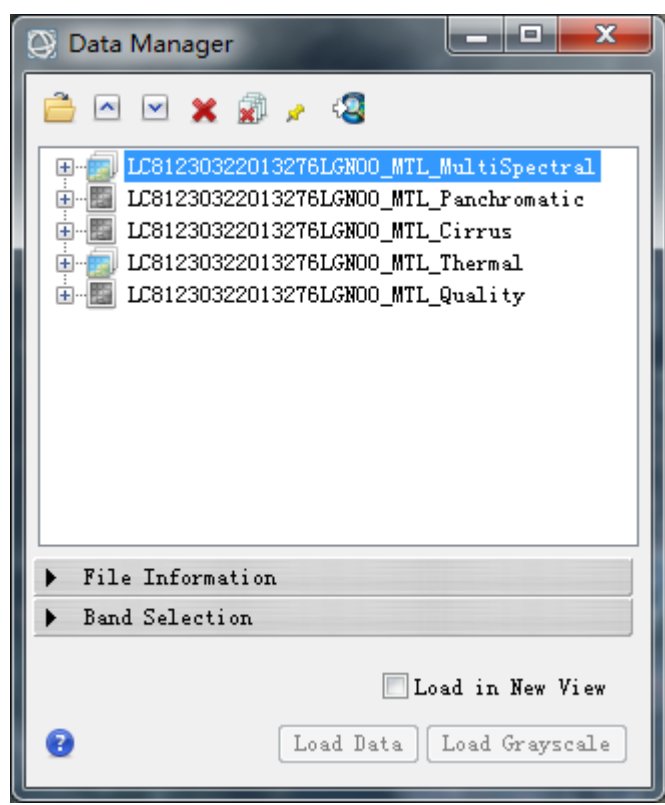 Data Manager
LC81230322013276LGN00_MTL_MultiSpectral
LC81230322013276LGN00_MTL_Panchromatic
LC81230322013276LGN00_MTL_Cirrus
LC81230322013276LGN00_MTL_Thermal
LC81230322013276LGN00_MTL_Quality
File Information
Band Selection
Load in New View
Load Data
Load Grayscale